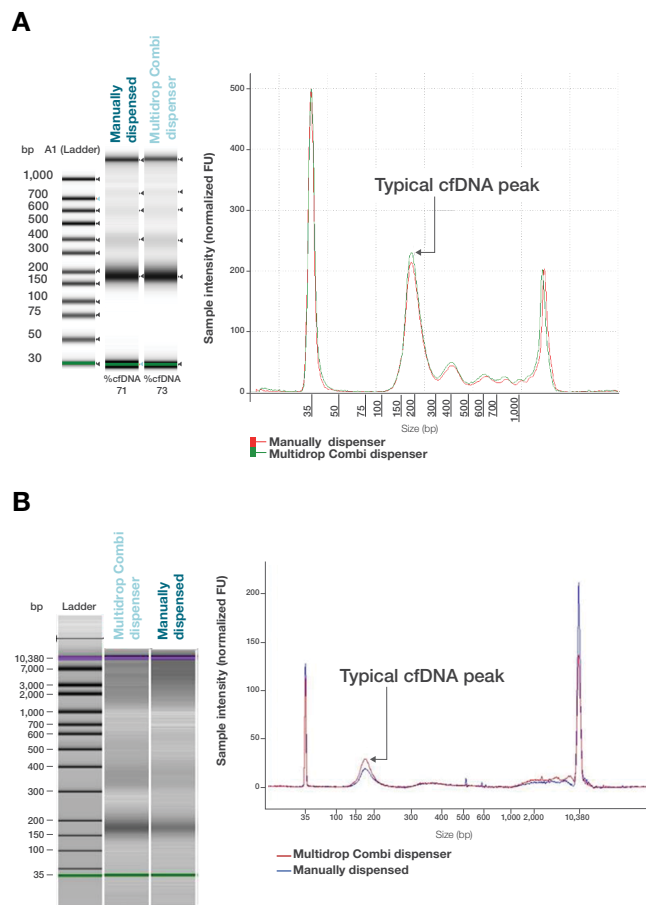 A
Manually
dispensed
Multidrop Combi
dispenser
bp A1 (Ladder)
1,000
700
600
500
400
300
200
150
100
75
50
30
%cfDNA %cfDNA
71 73
Sample intensity (normalized FU)
500
400
300
200
100
0
Typical cfDNA peak
35 50 75 100 150 200 300 400 500 600 700 1,000
Size (bp)
Manually dispenser
Multidrop Combi dispenser
B
Multidrop Combi
dispenser
Manually
dispensed
bp Ladder
10,380
7,000
3,000
2,000
1,000
700
600
500
400
300
200
150
100
35
Sample intensity (normalized FU)
200
150
100
50
0
Typical cfDNA peak
35 100 150 200 300 400 500 600 1,000 2,000 10,380
Size (bp)
Multidrop Combi dispenser
Manually dispensed